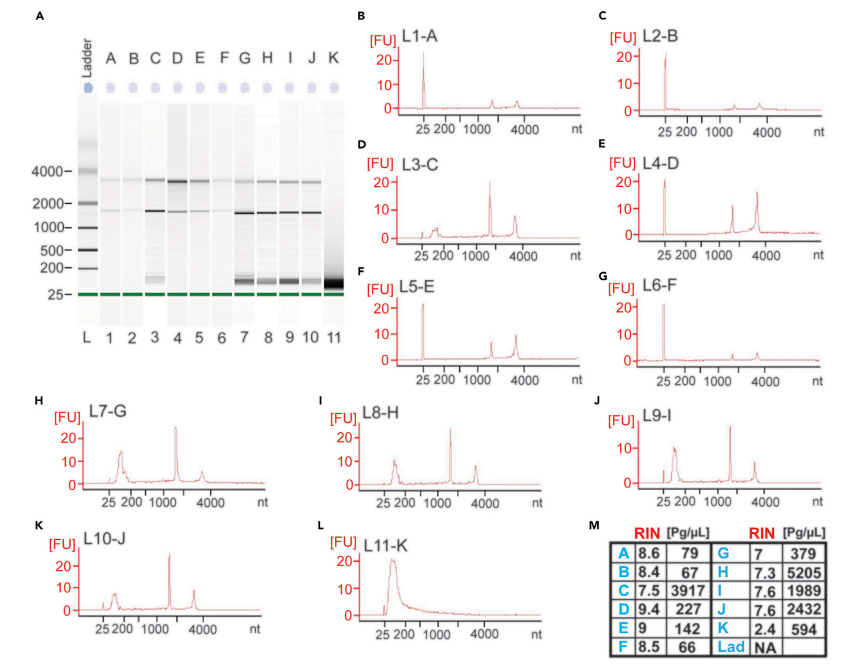 A
Ladder
A B C D E F G H I J K
4000
2000
1000
500
200
25
L 1 2 3 4 5 6 7 8 9 10 11
B
L1-A
[FU]
20
10
0
25 200 1000 4000 nt
C
L2-B
[FU]
20
10
0
25 200 1000 4000 nt
D
L3-C
[FU]
20
10
0
25 200 1000 4000 nt
E
L4-D
[FU]
20
10
0
25 200 1000 4000 nt
F
L5-E
[FU]
20
10
0
25 200 1000 4000 nt
G
L6-F
[FU]
20
10
0
25 200 1000 4000 nt
H
L7-G
[FU]
20
10
0
25 200 1000 4000 nt
I
L8-H
[FU]
20
10
0
25 200 1000 4000 nt
J
L9-I
[FU]
20
10
0
25 200 1000 4000 nt
K
L10-J
[FU]
20
10
0
25 200 1000 4000 nt
L
L11-K
[FU]
20
10
0
25 200 1000 4000 nt
M
RIN [Pg/µL] RIN [Pg/µL]
A 8.6 79 G 7 379
B 8.4 67 H 7.3 5205
C 7.5 3917 I 7.6 1989
D 9.4 227 J 7.6 2432
E 9 142 K 2.4 594
F 8.5 66 Lad NA